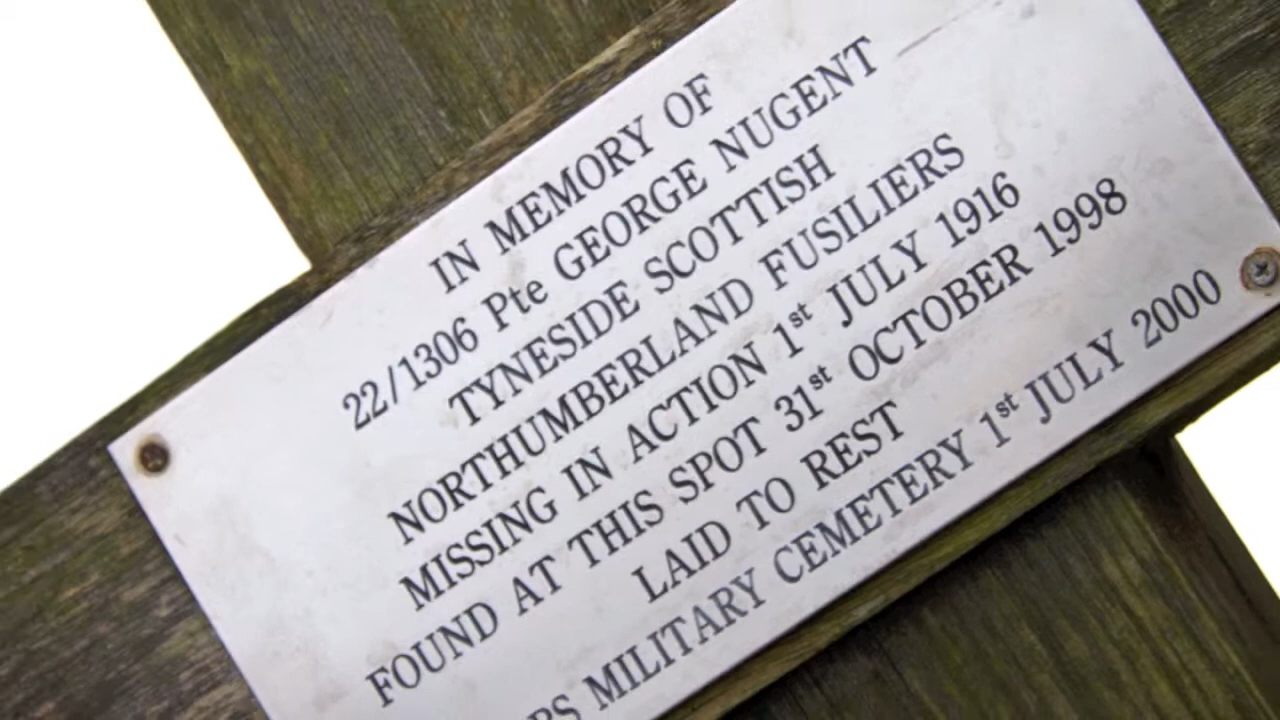 IN MEMORY OF
22/1306 Pte GEORGE NUGENT
TYNESIDE SCOTTISH
NORTHUMBERLAND FUSILIERS
MISSING IN ACTION 1st JULY 1916
FOUND AT THIS SPOT 31st OCTOBER 1998
LAID TO REST
MILITARY CEMETERY 1st JULY 2000